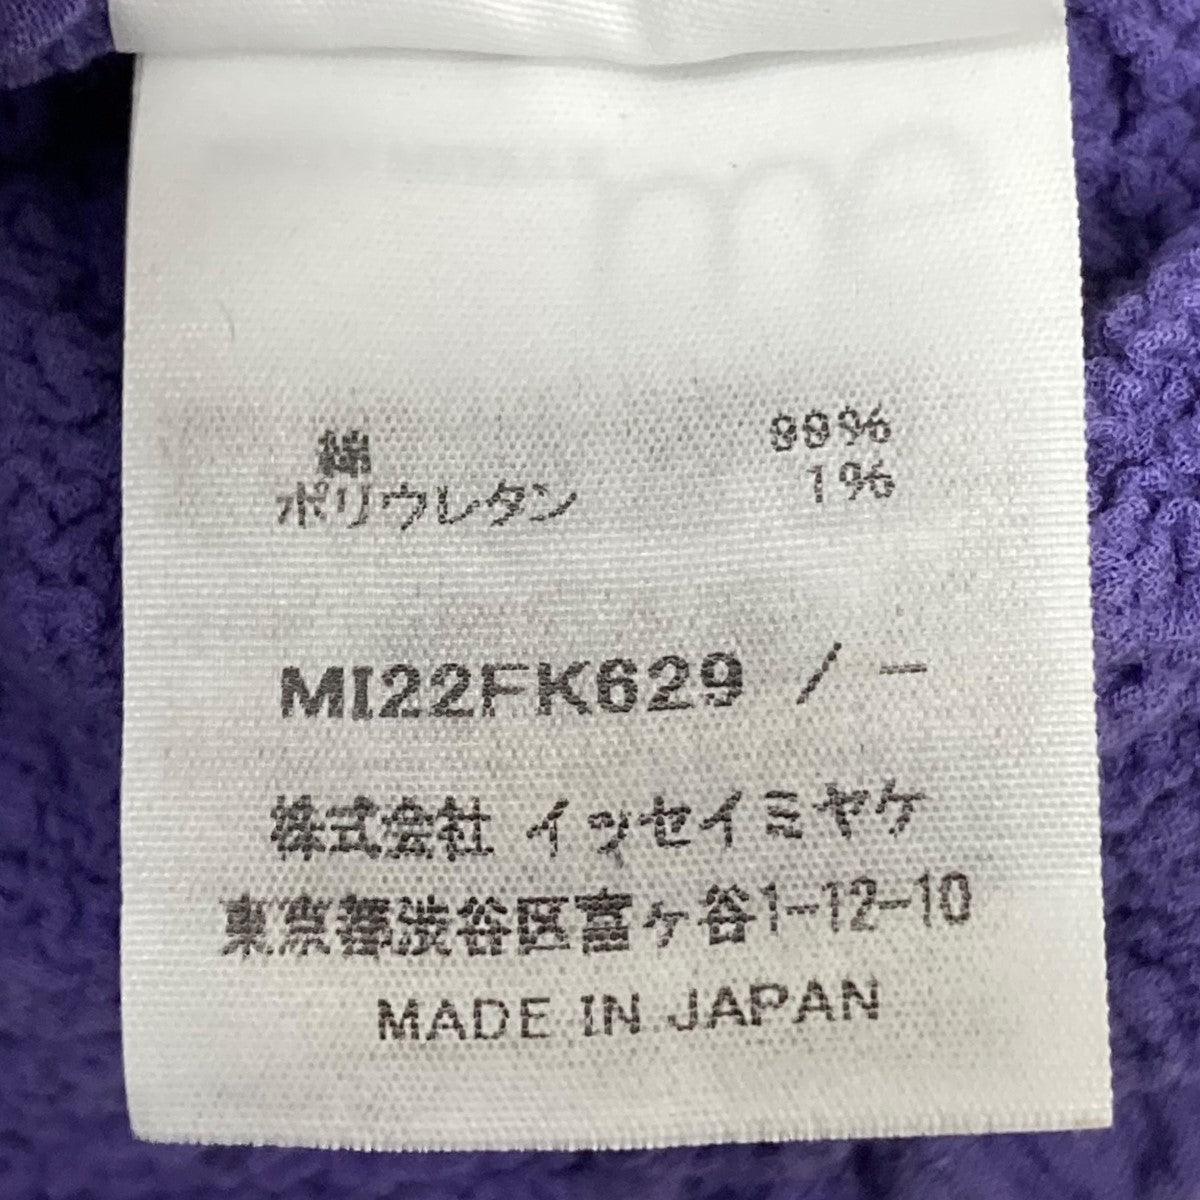 綿 99%
ポリウレタン 1%
MI22FK629 / -
株式会社 イッセイミヤケ
東京都渋谷区富ヶ谷1-12-10
MADE IN JAPAN